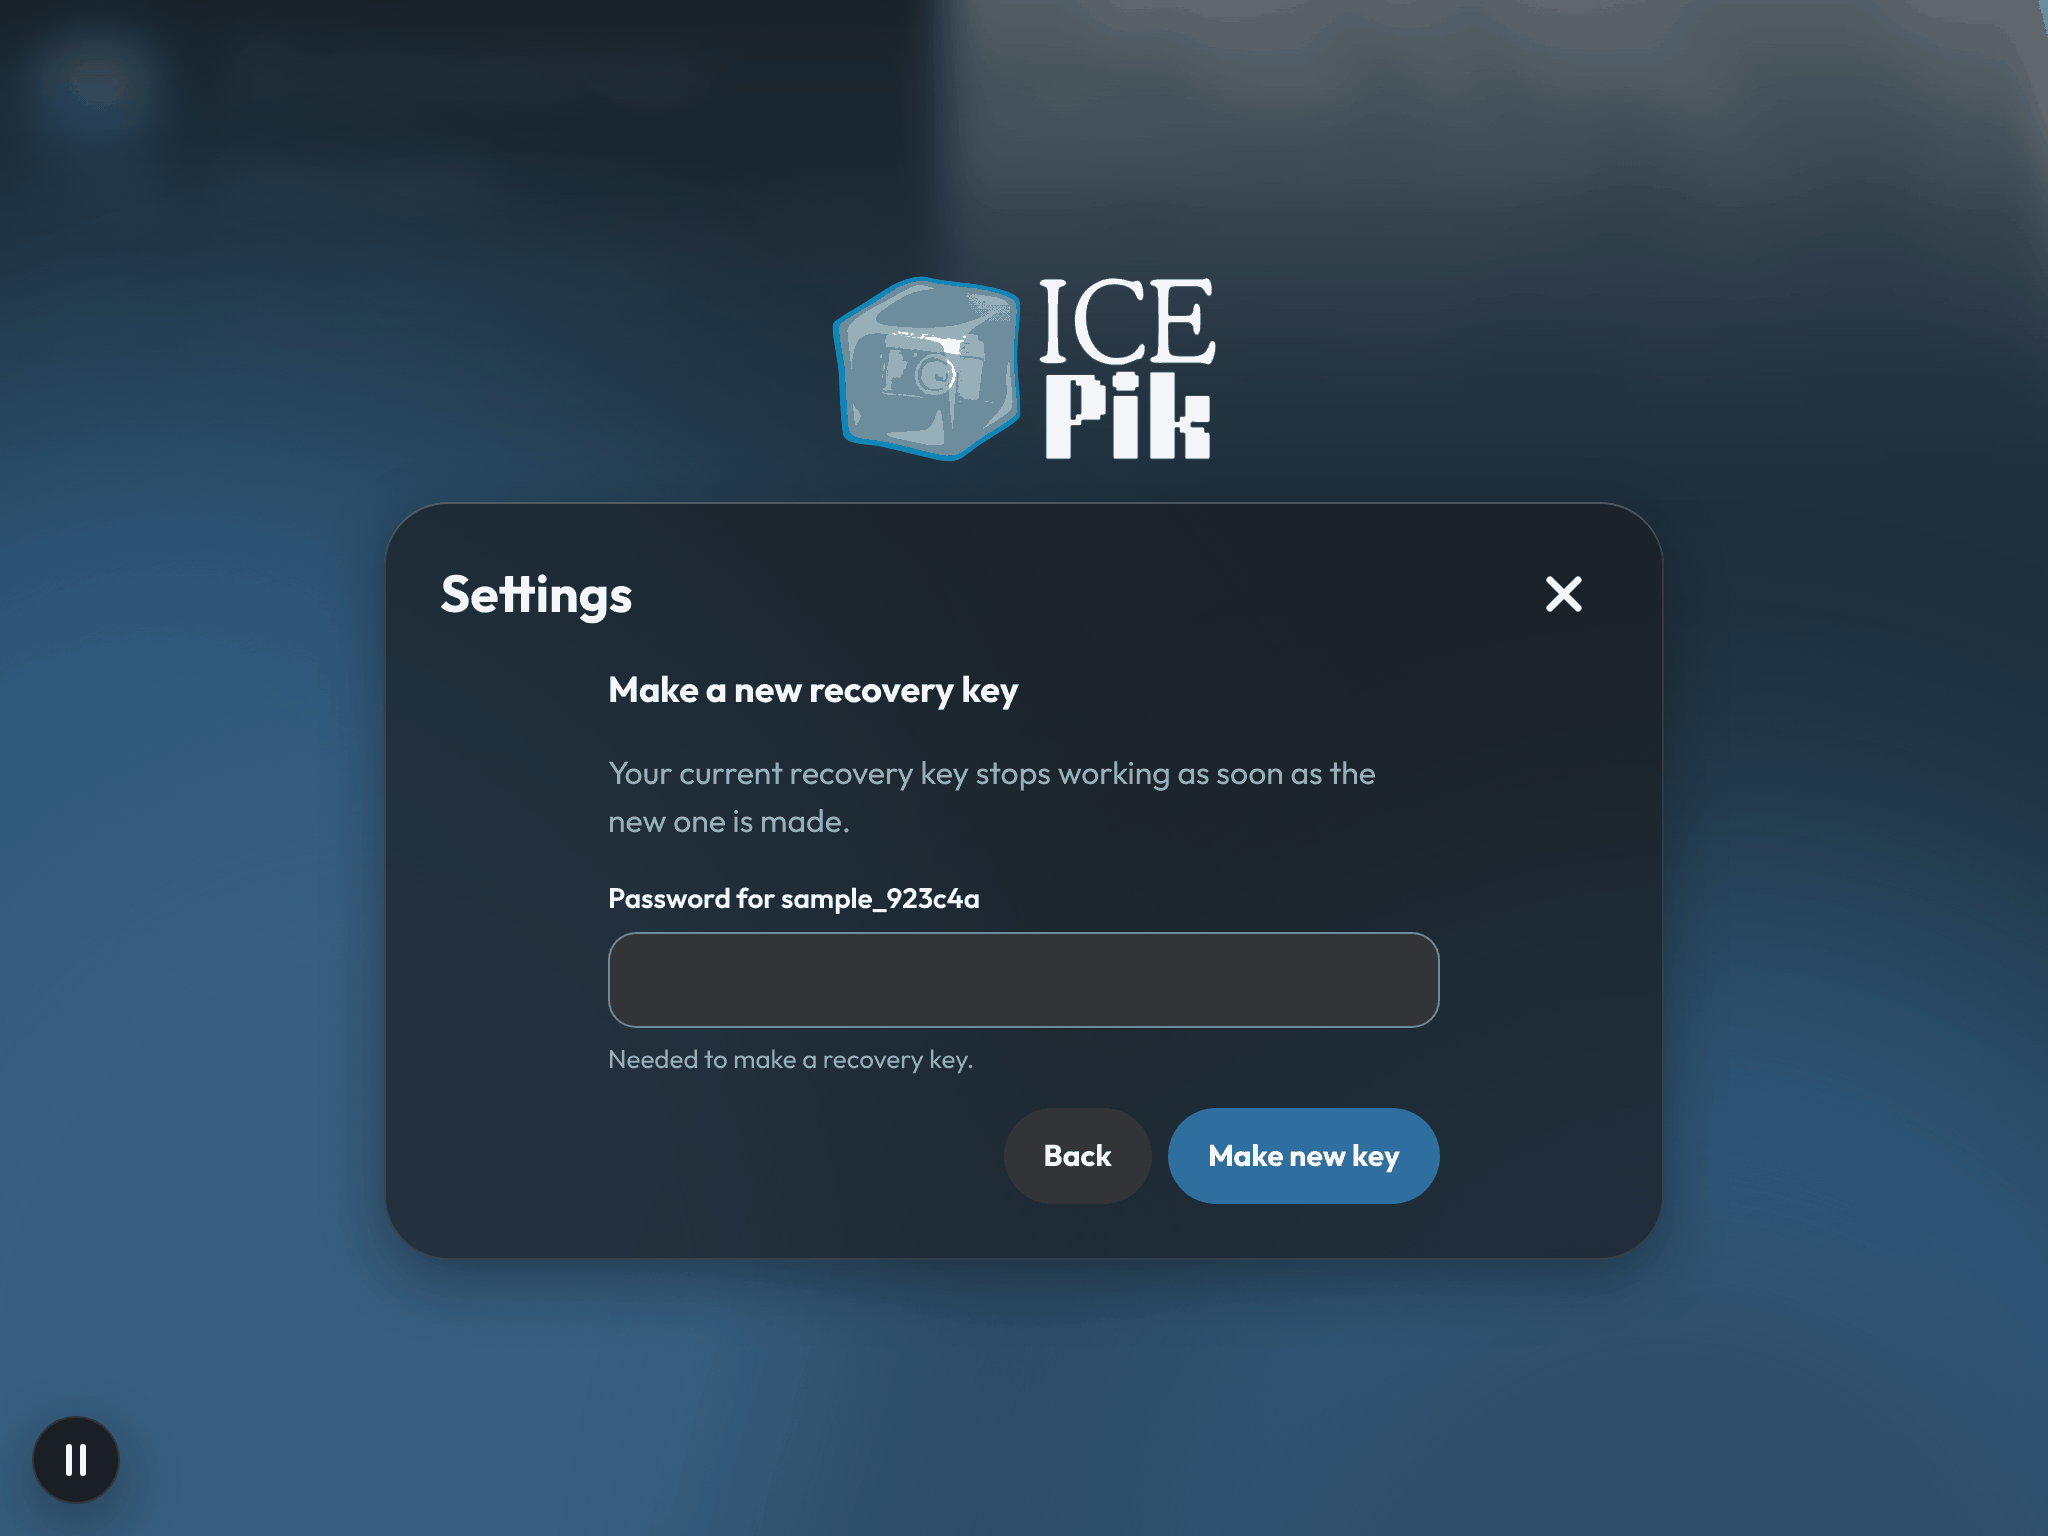 ICE
Pik
Settings
Make a new recovery key
Your current recovery key stops working as soon as the
new one is made.
Password for sample_923c4a
Needed to make a recovery key.
Back
Make new key